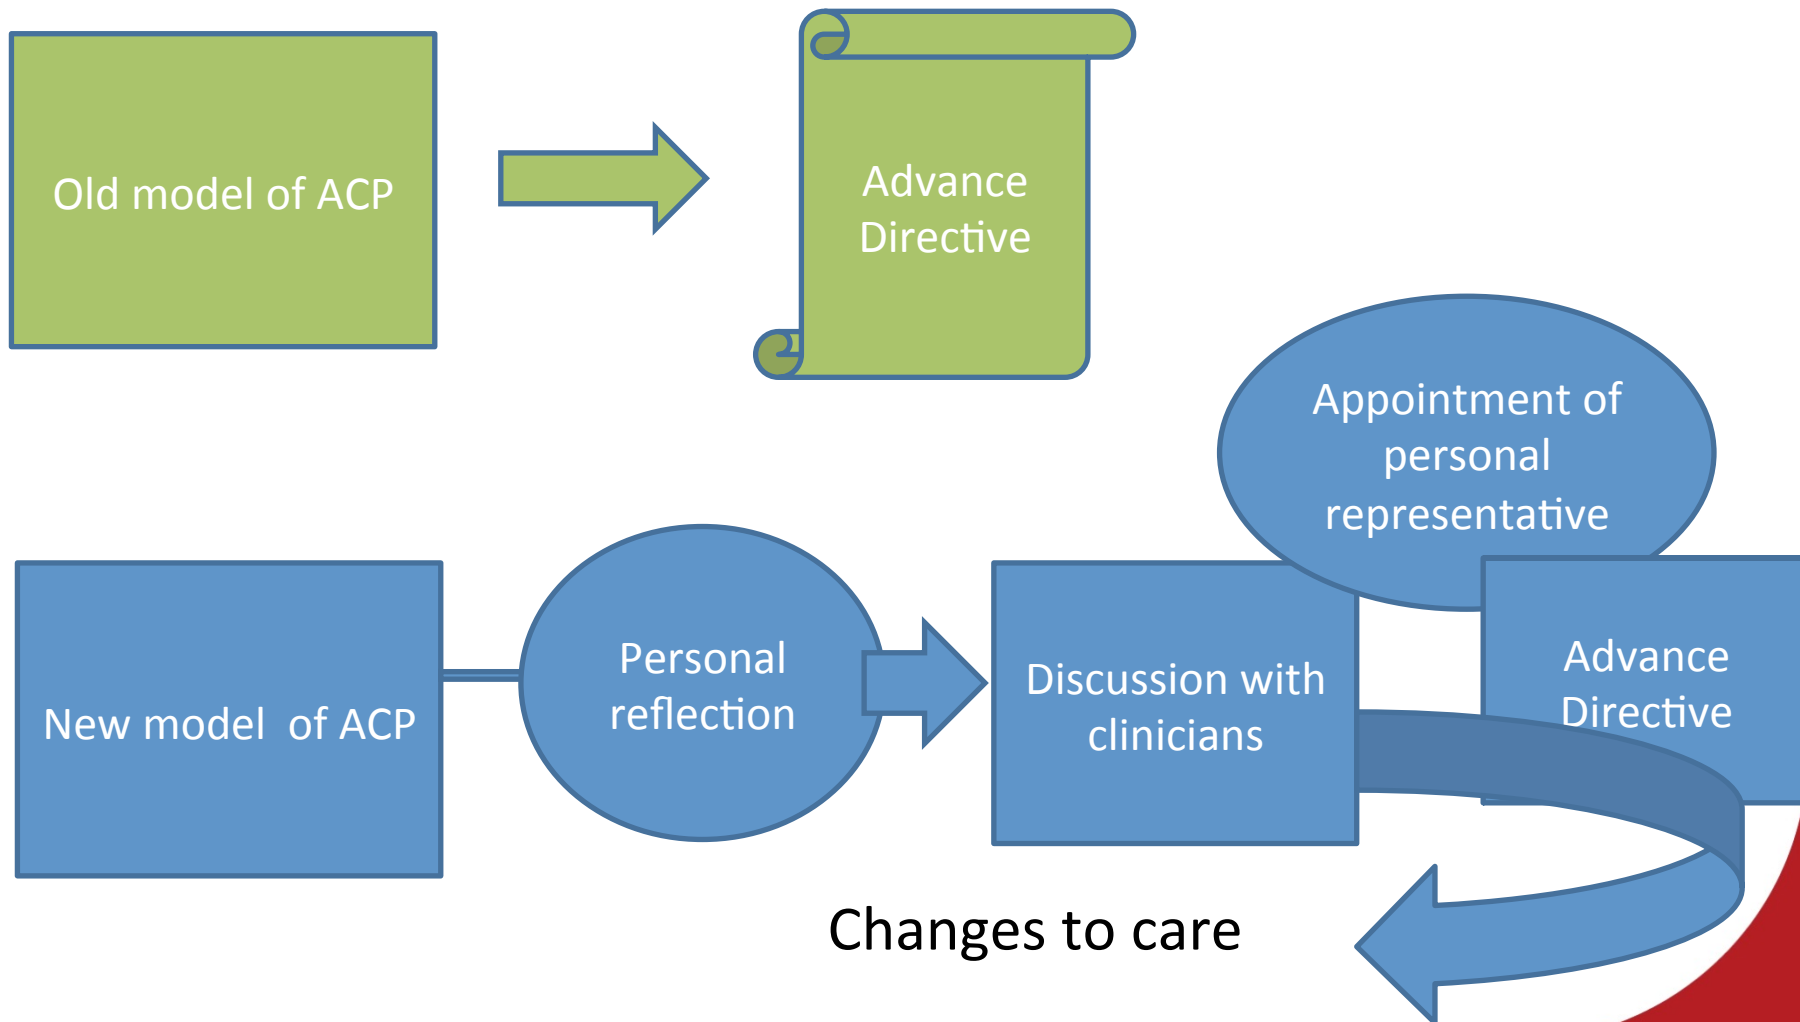 Old model of ACP
Advance
Directive
Appointment of
personal
representative
New model  of ACP
Personal
reflection
Discussion with
clinicians
Advance
Directive
Changes to care